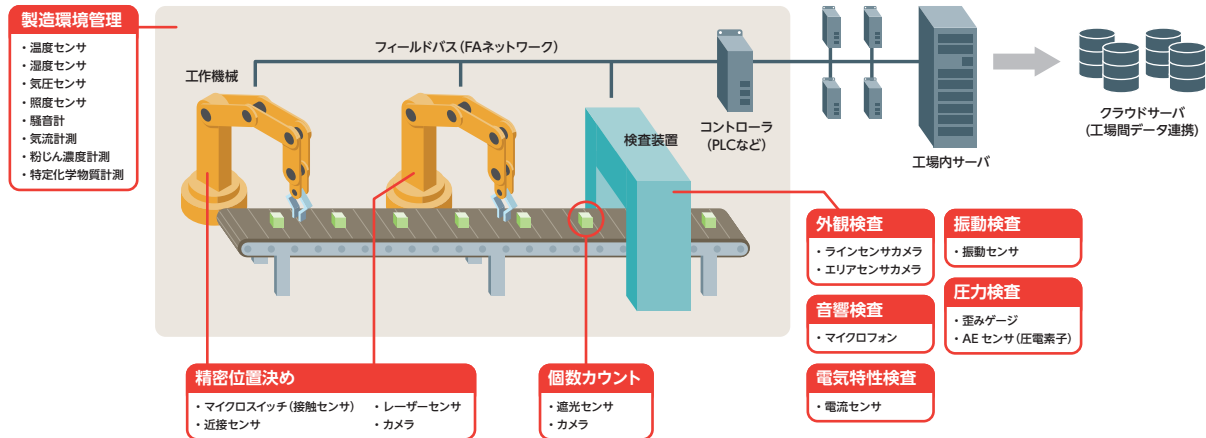 製造環境管理
・温度センサ
・湿度センサ
・気圧センサ
・照度センサ
・騒音計
・気流計測
・粉じん濃度計測
・特定化学物質計測
フィールドバス（FAネットワーク）
工作機械
検査装置
コントローラ
（PLCなど）
工場内サーバ
クラウドサーバ
（工場間データ連携）
精密位置決め
・マイクロスイッチ（接触センサ）
・近接センサ
・レーザーセンサ
・カメラ
個数カウント
・遮光センサ
・カメラ
外観検査
・ラインセンサカメラ
・エリアセンサカメラ
音響検査
・マイクロフォン
電気特性検査
・電流センサ
振動検査
・振動センサ
圧力検査
・歪みゲージ
・AE センサ（圧電素子）